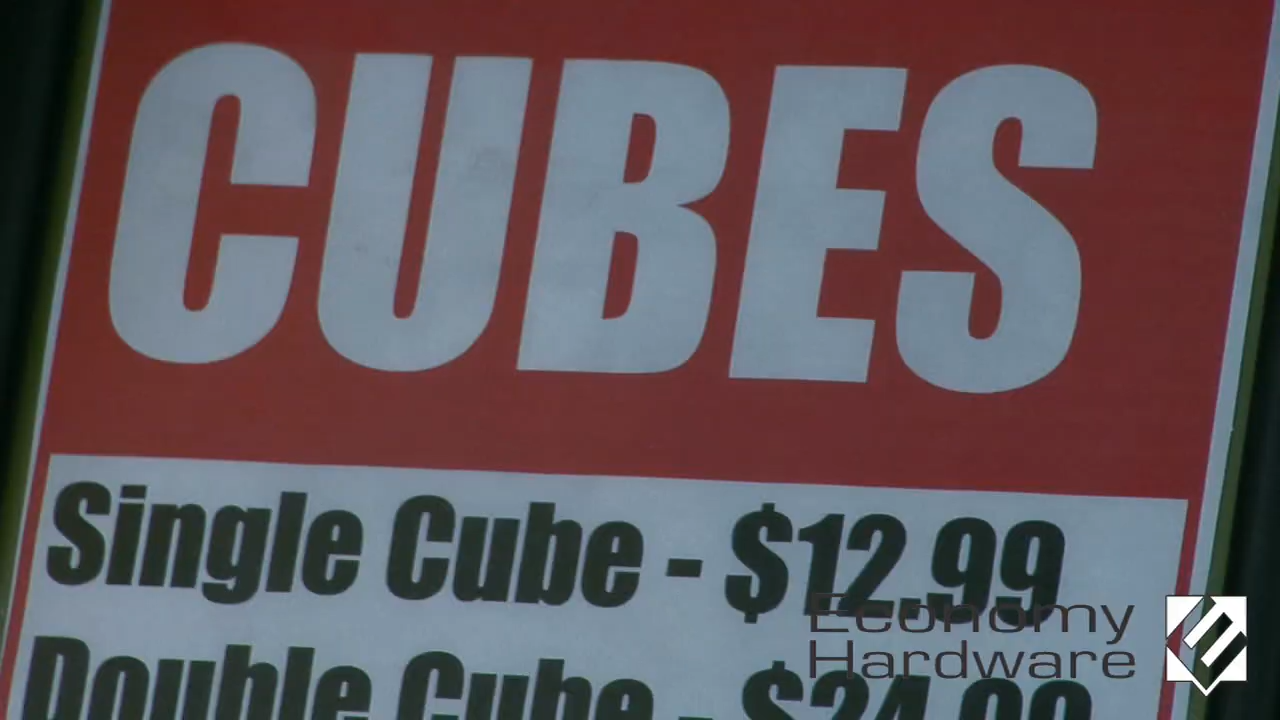 CUBES
Single Cube - $12.99
Double Cube - $24.99
Economy
Hardware